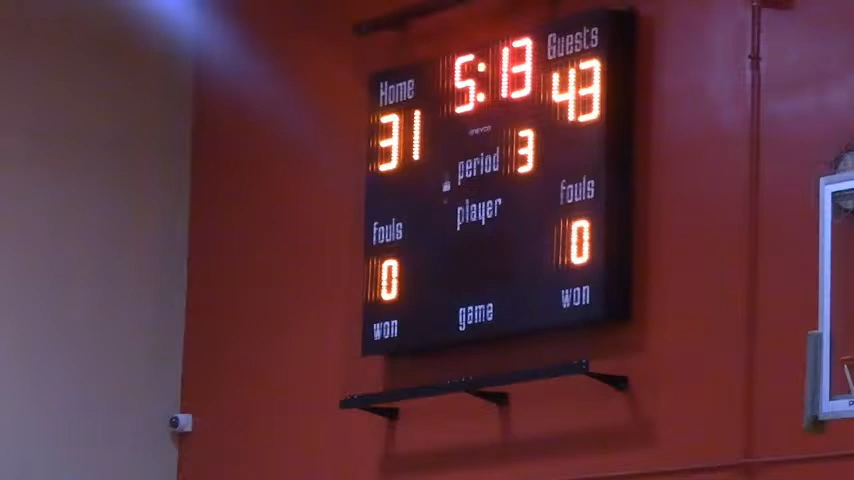 Home 5:13 Guests
31 43
period 3
player
fouls fouls
0 0
won game won